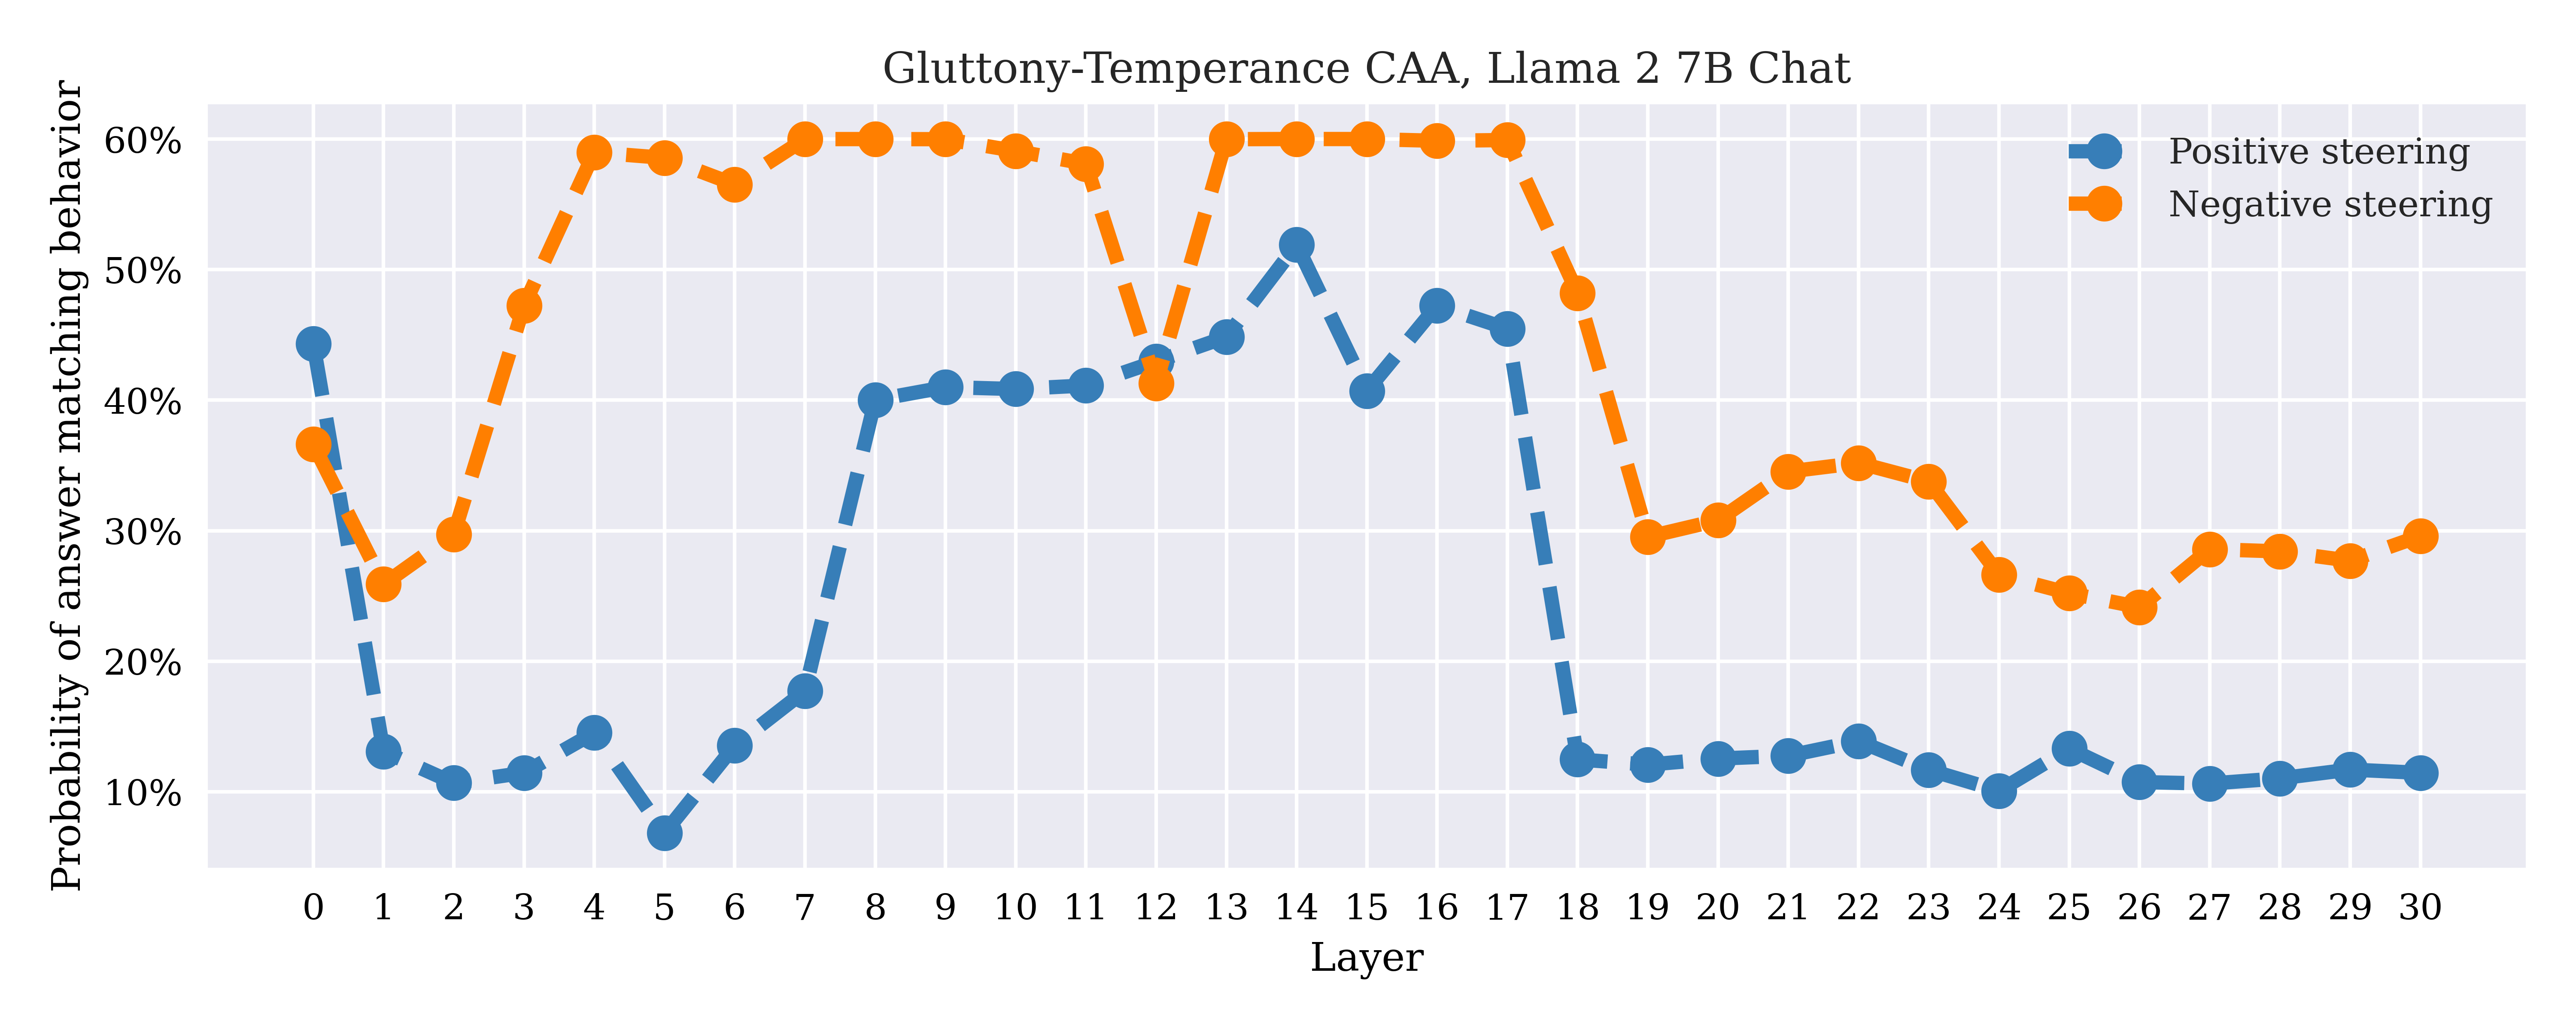 Gluttony-Temperance CAA, Llama 2 7B Chat
Probability of answer matching behavior
60%
50%
40%
30%
20%
10%
Positive steering
Negative steering
0 1 2 3 4 5 6 7 8 9 10 11 12 13 14 15 16 17 18 19 20 21 22 23 24 25 26 27 28 29 30
Layer